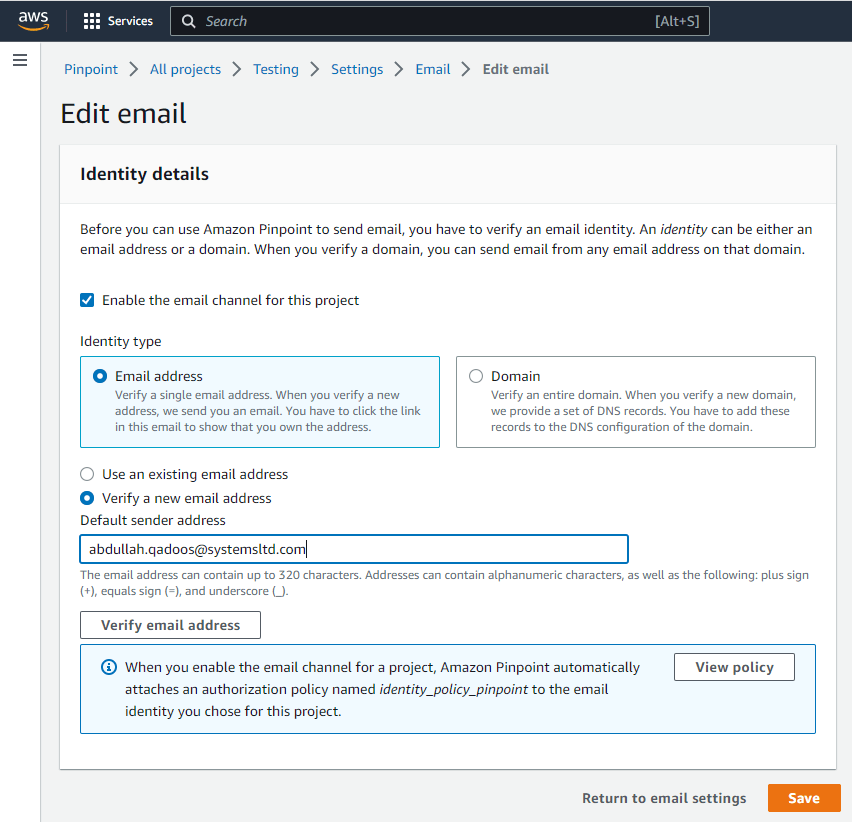 aws
Services
Search
[Alt+S]
Pinpoint > All projects > Testing > Settings > Email > Edit email
Edit email
Identity details
Before you can use Amazon Pinpoint to send email, you have to verify an email identity. An identity can be either an
email address or a domain. When you verify a domain, you can send email from any email address on that domain.
Enable the email channel for this project
Identity type
Email address
Verify a single email address. When you verify a new
address, we send you an email. You have to click the link
in this email to show that you own the address.
Domain
Verify an entire domain. When you verify a new domain,
we provide a set of DNS records. You have to add these
records to the DNS configuration of the domain.
Use an existing email address
Verify a new email address
Default sender address
abdullah.qadoos@systemsltd.com
The email address can contain up to 320 characters. Addresses can contain alphanumeric characters, as well as the following: plus sign
(+), equals sign (=), and underscore (_).
Verify email address
When you enable the email channel for a project, Amazon Pinpoint automatically
attaches an authorization policy named identity_policy_pinpoint to the email
identity you chose for this project.
View policy
Return to email settings
Save